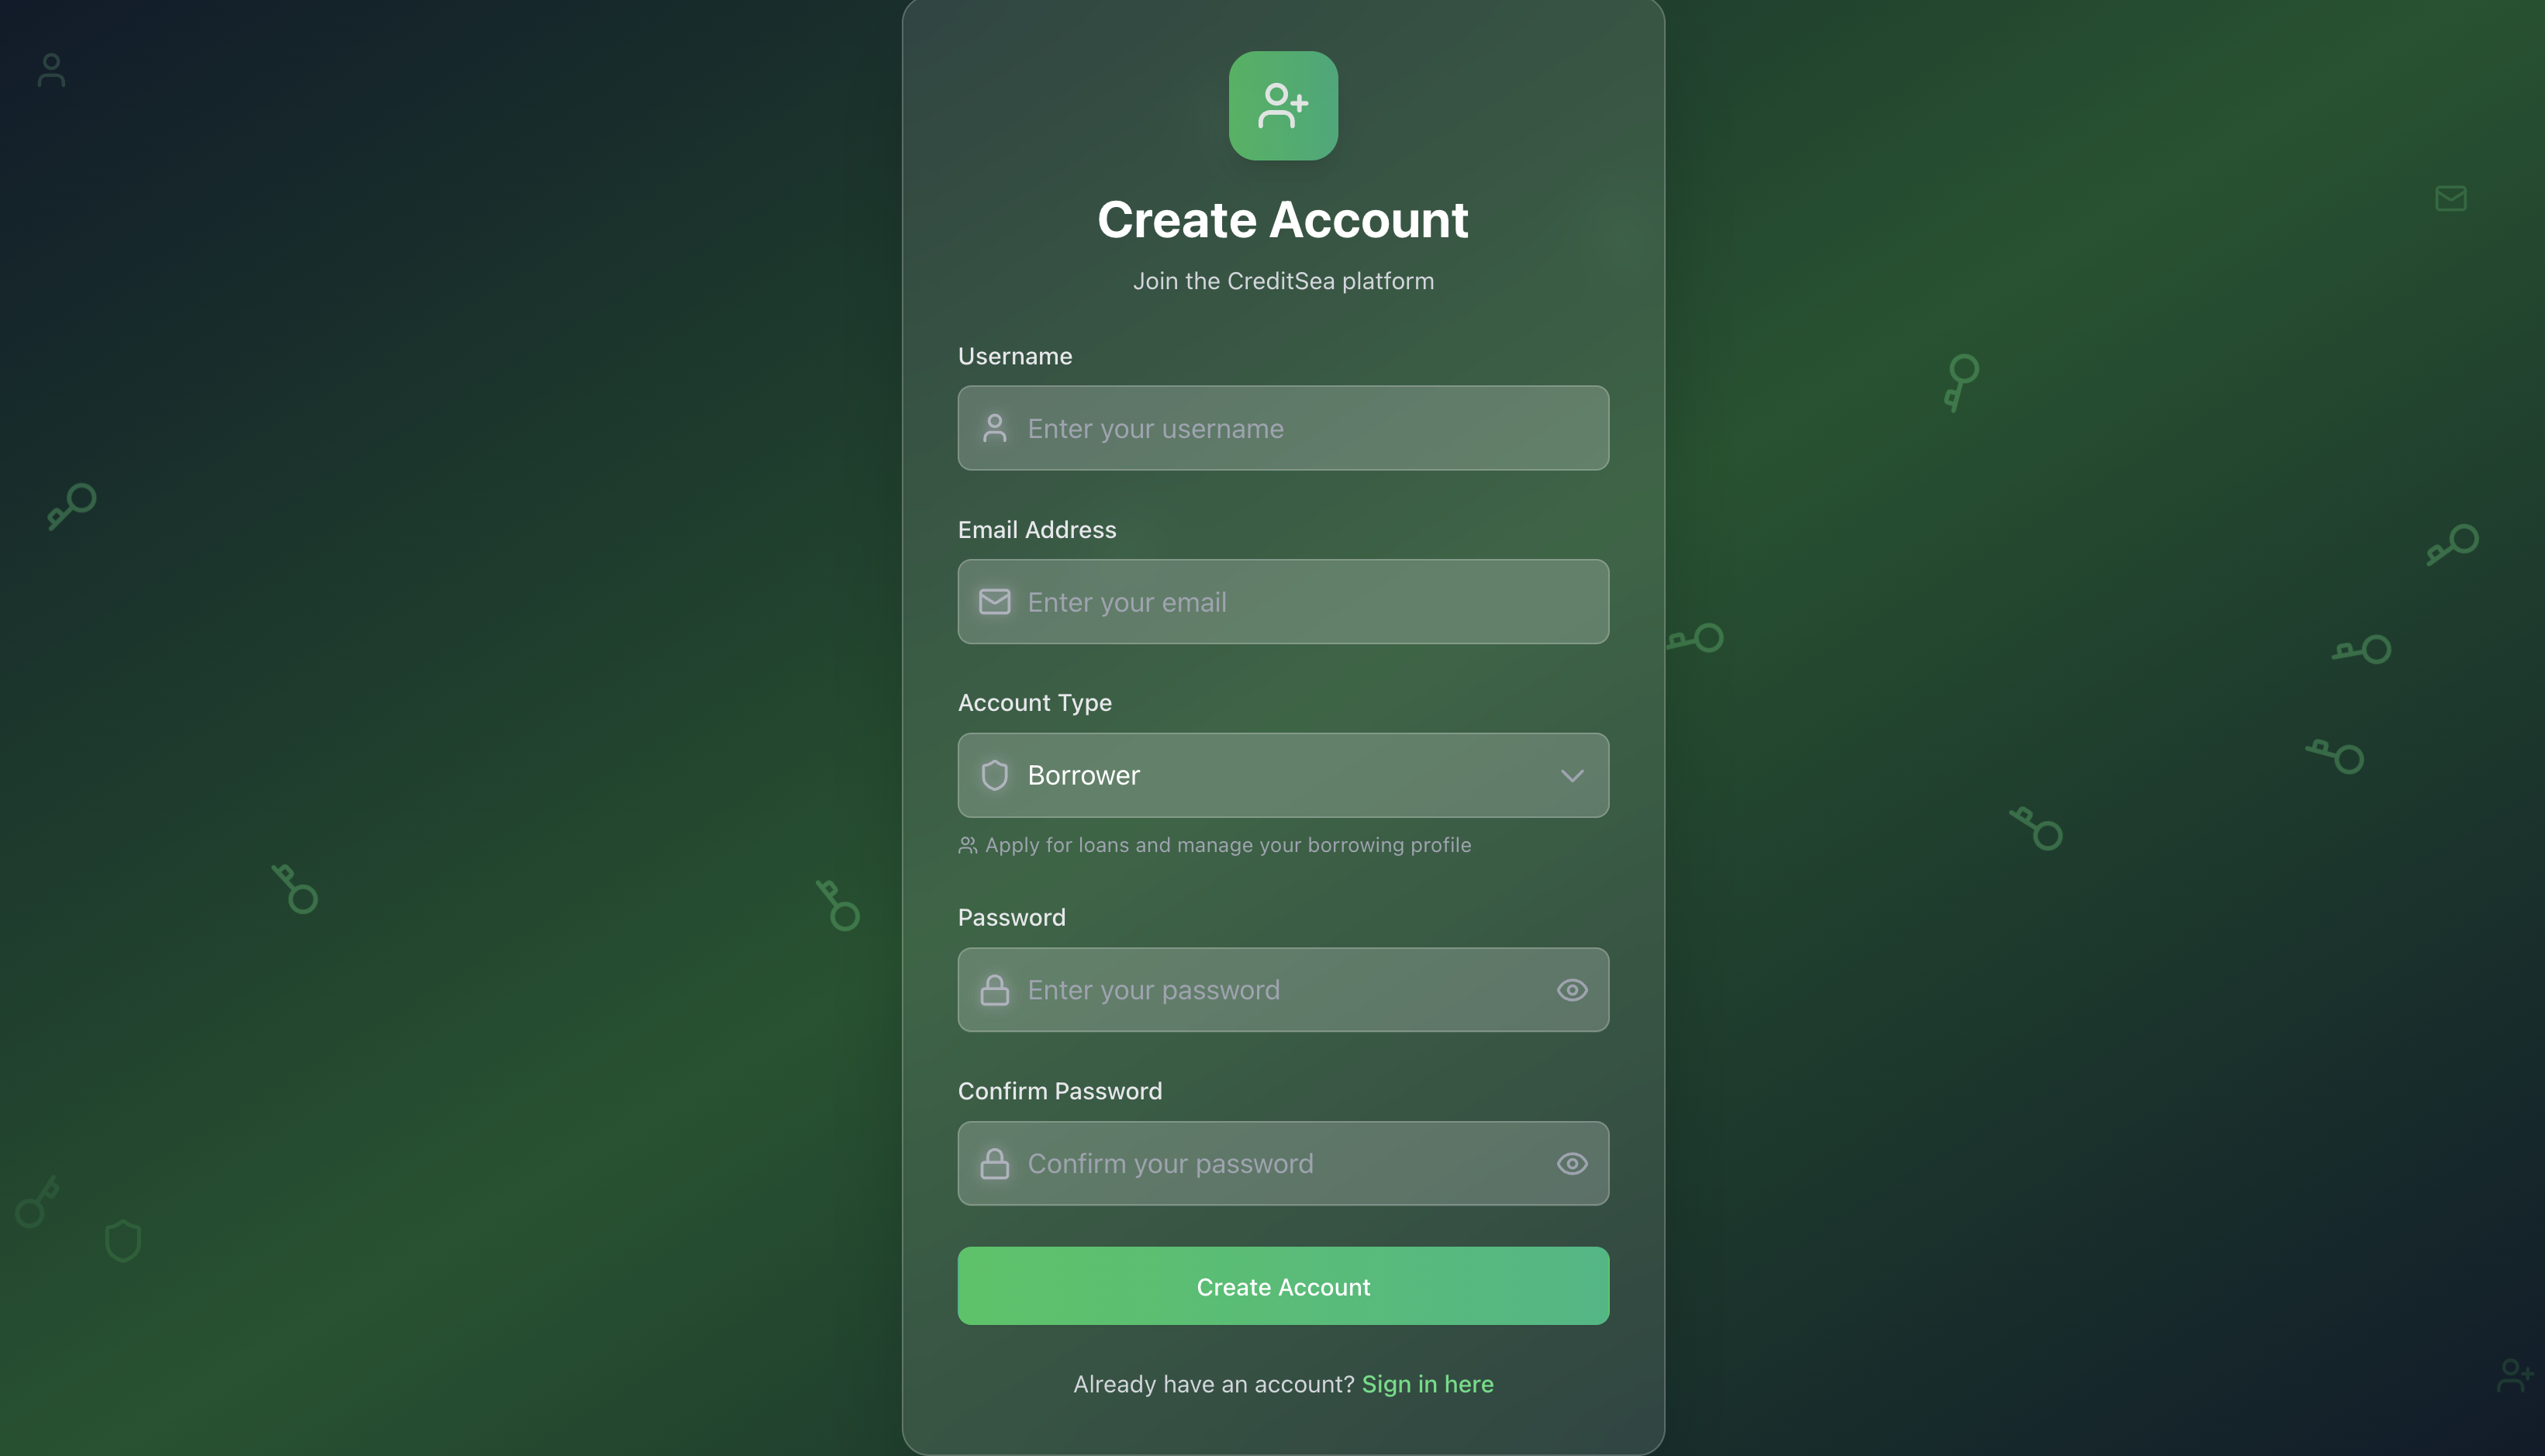 Create Account
Join the CreditSea platform
Username
Enter your username
Email Address
Enter your email
Account Type
Borrower
Apply for loans and manage your borrowing profile
Password
Enter your password
Confirm Password
Confirm your password
Create Account
Already have an account? Sign in here